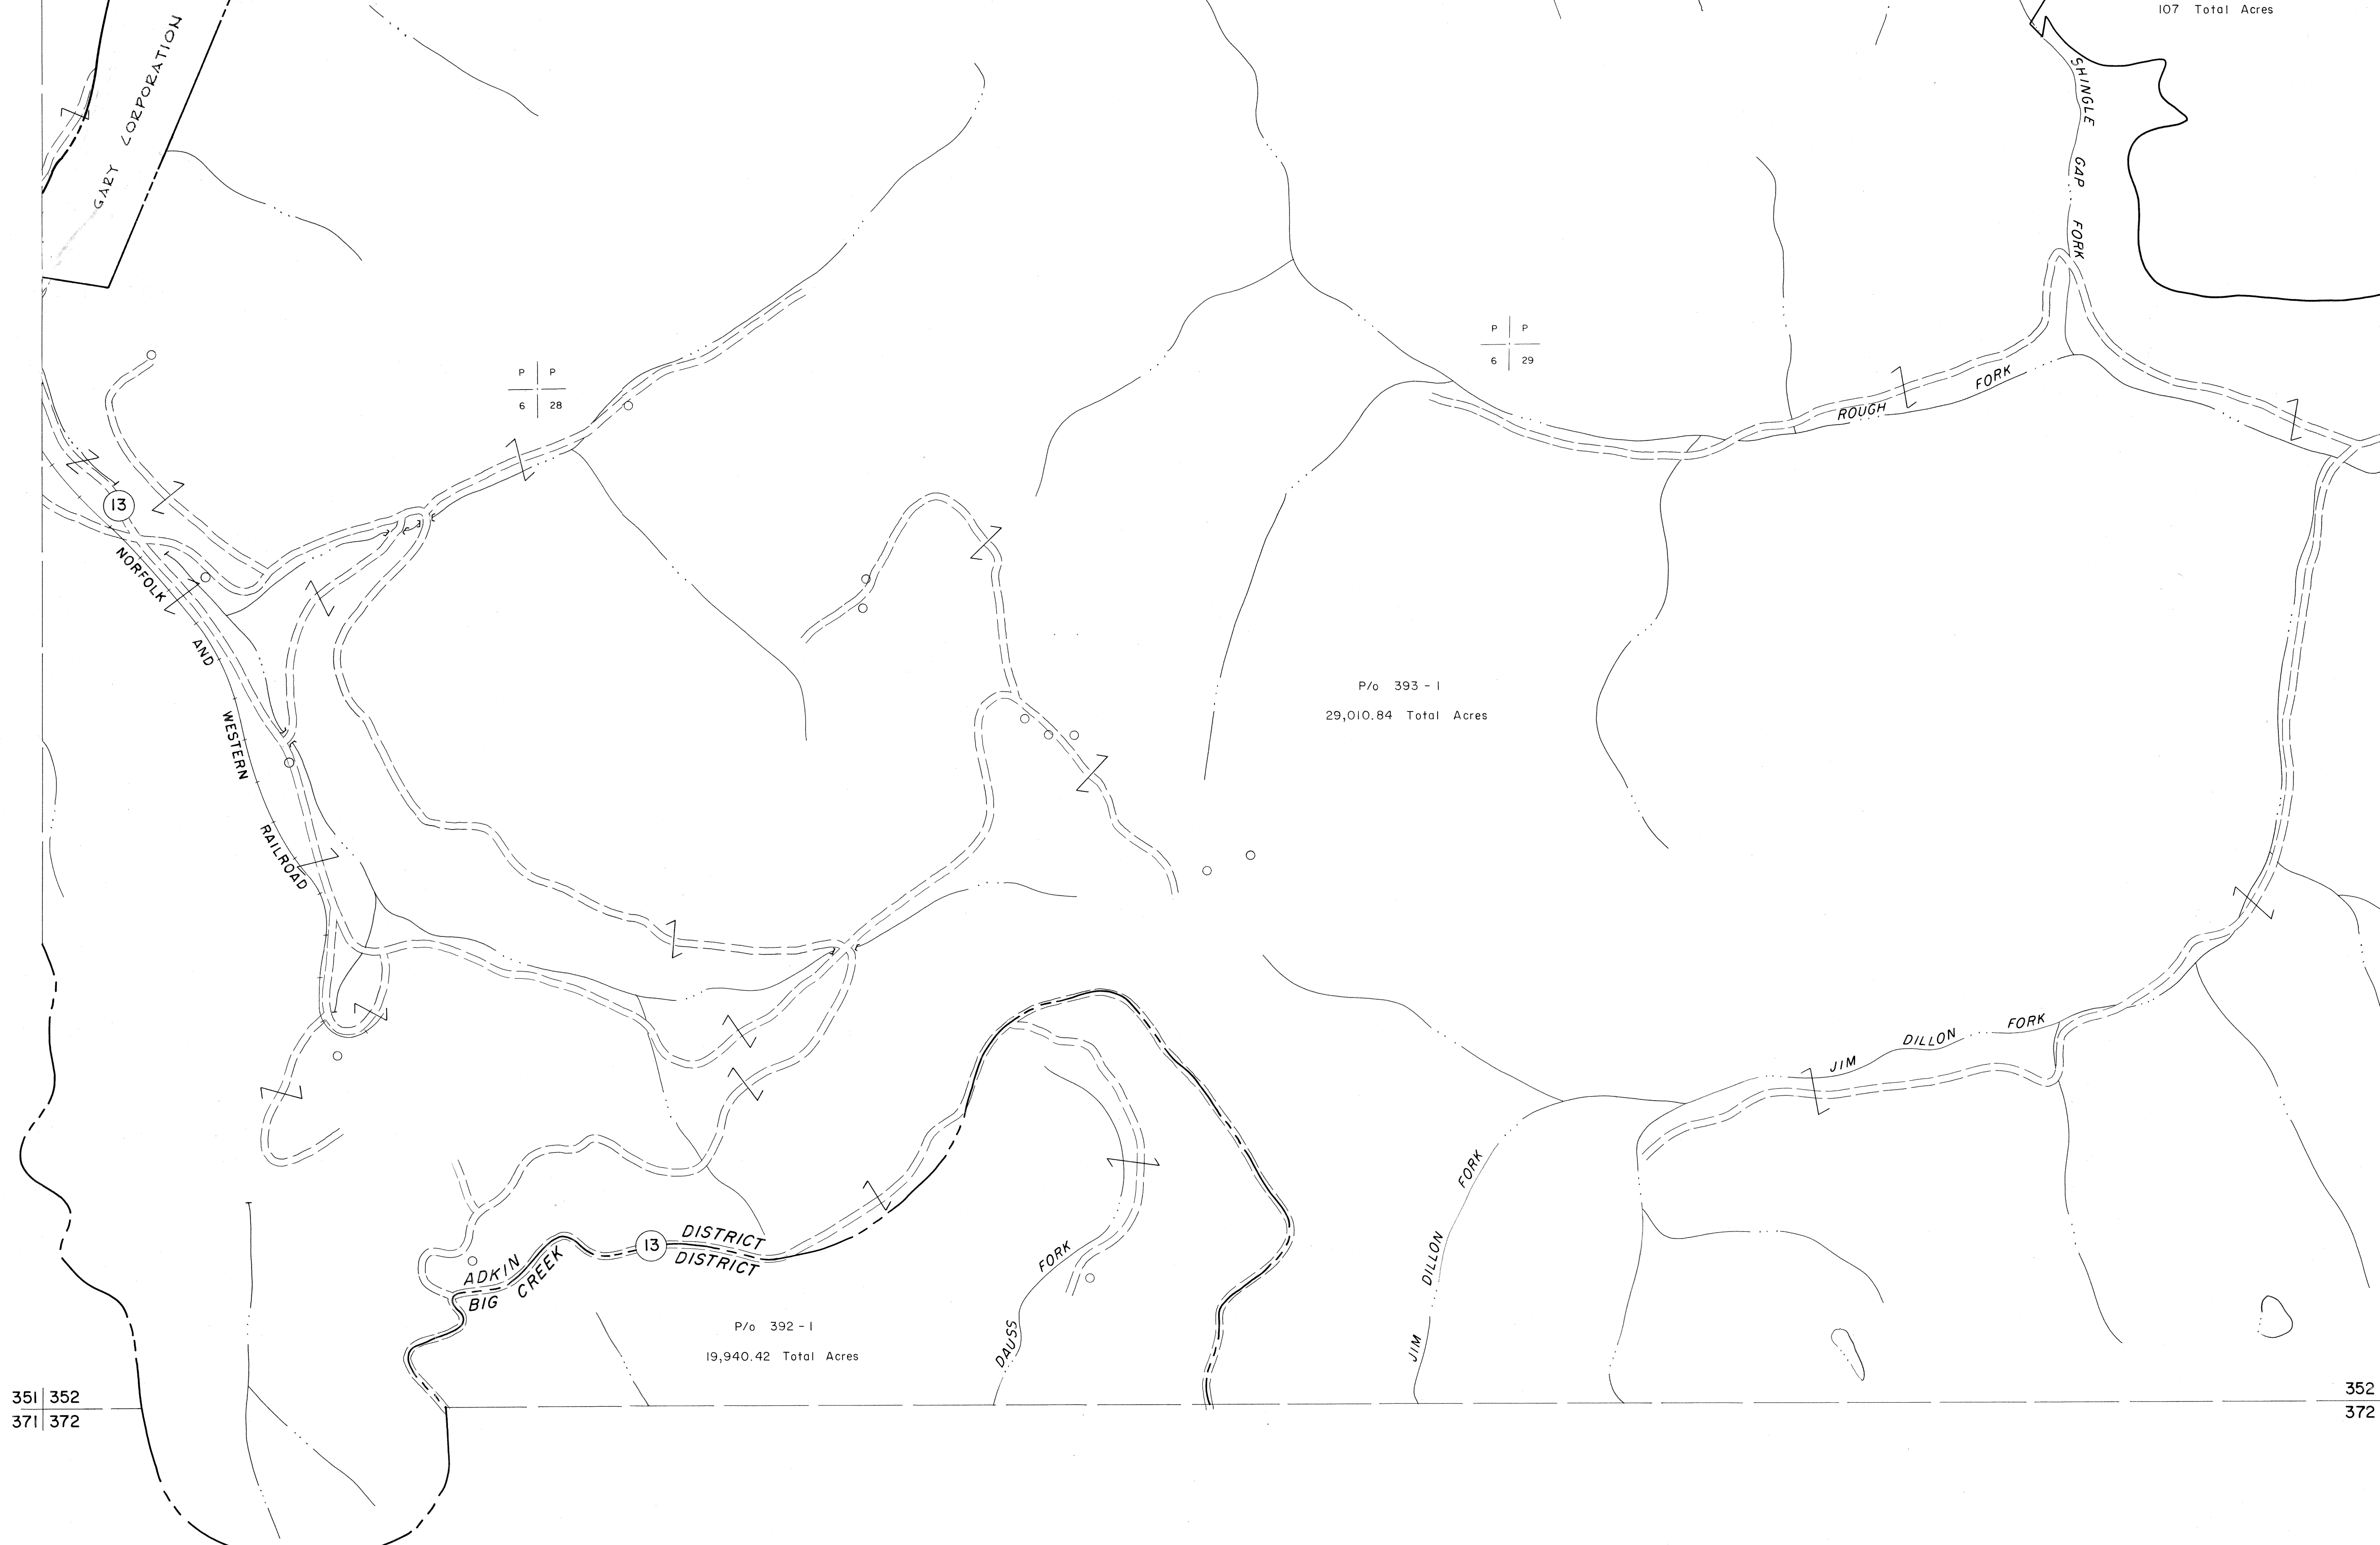 107 Total Acres
GARY CORPORATION
SHINGLE GAP FORK
P P
6 28
P P
6 29
ROUGH FORK
13
NORFOLK AND WESTERN RAILROAD
P/o 393-1
29,010.84 Total Acres
JIM DILLON FORK
JIM DILLON FORK
ADKIN DISTRICT
13
BIG CREEK DISTRICT
DAUSS FORK
P/o 392-1
19,940.42 Total Acres
351 352
371 372
352
372